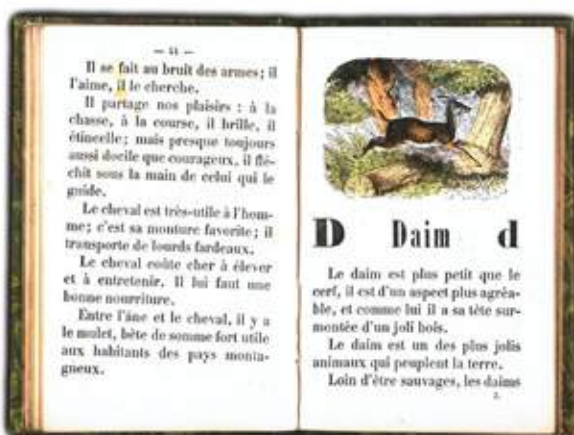 — 44 —
Il se fait au bruit des armes; il
l'aime, il le cherche.
Il partage nos plaisirs : à la
chasse, à la course, il brille, il
étincelle; mais presque toujours
aussi docile que courageux, il flé-
chit sous la main de celui qui le
guide.
Le cheval est très-utile à l'hom-
me; c'est sa monture favorite; il
transporte de lourds fardeaux.
Le cheval coûte cher à élever
et à entretenir. Il lui faut une
bonne nourriture.
Entre l'âne et le cheval, il y a
le mulet, bête de somme fort utile
aux habitants des pays monta-
gneux.
D Daim d
Le daim est plus petit que le
cerf, il est d'un aspect plus agréa-
ble, et comme lui il a sa tête sur-
montée d'un joli bois.
Le daim est un des plus jolis
animaux qui peuplent la terre.
Loin d'être sauvages, les daims